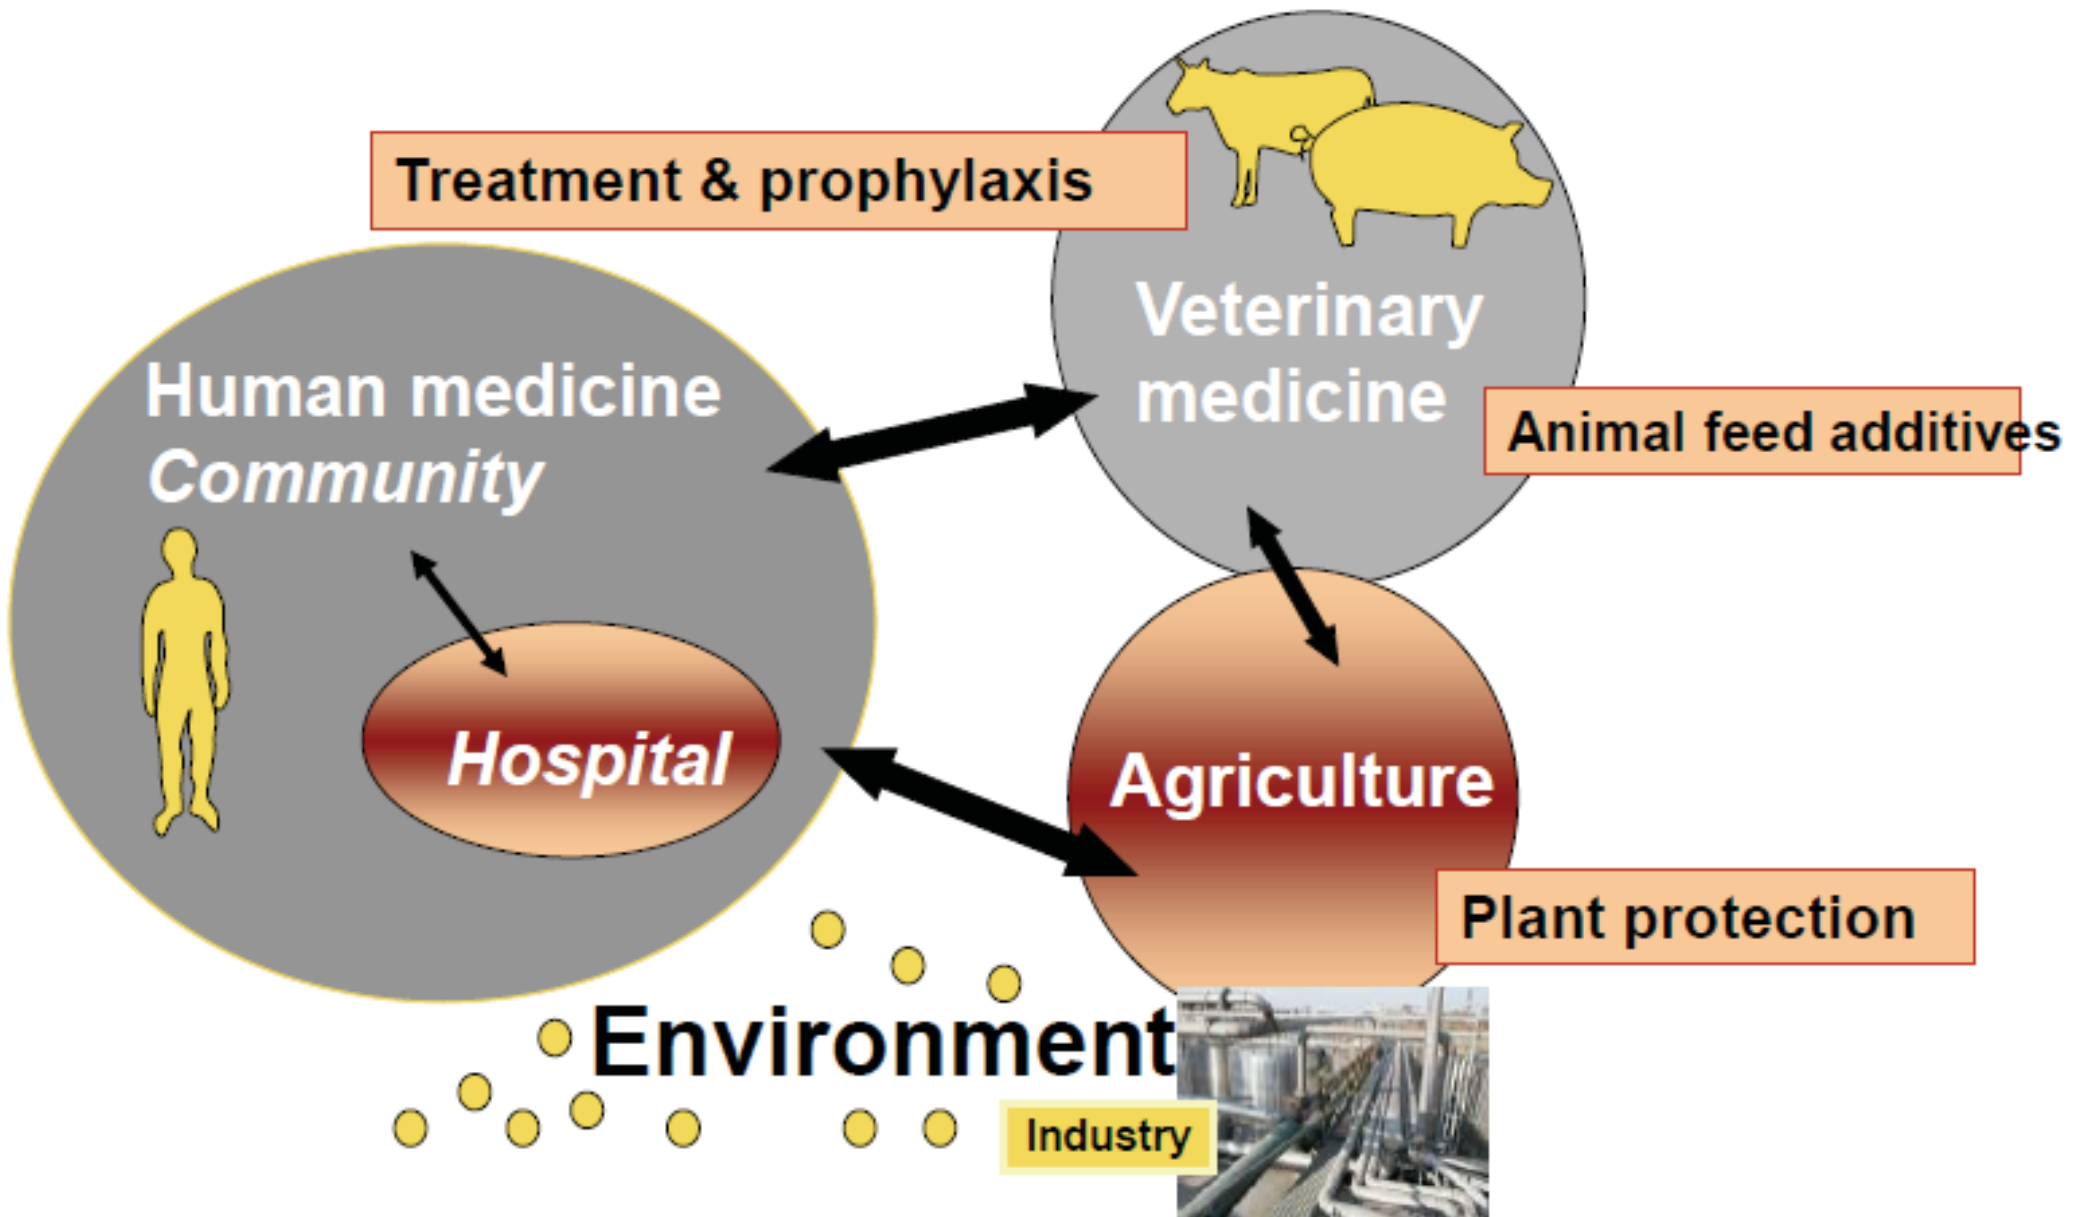 Treatment & prophylaxis
Veterinary
medicine
Human medicine
Community
Animal feed additives
Hospital
Agriculture
Plant protection
Environment
Industry